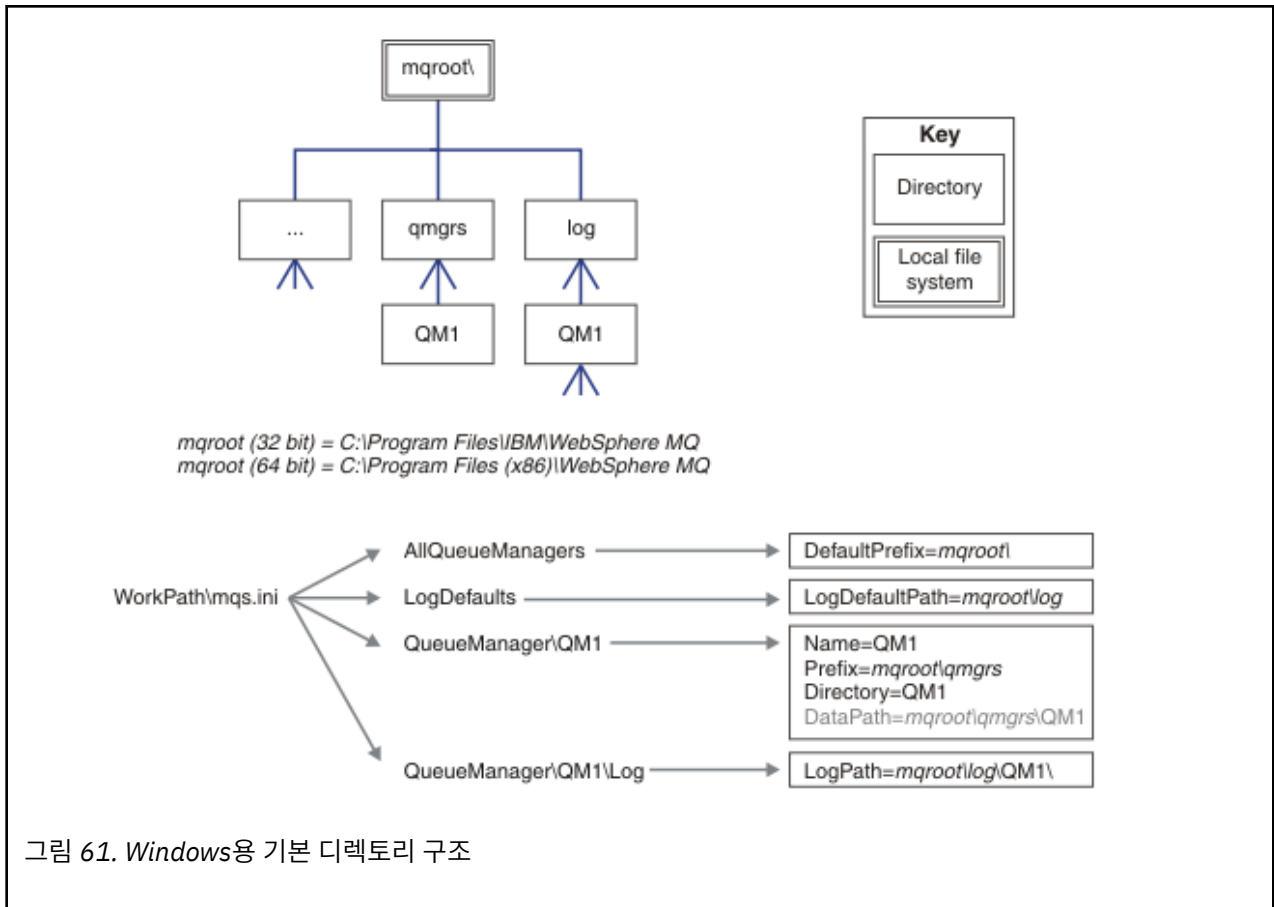 mqroot\
Key
Directory
Local file
system
...
qmgrs
log
QM1
QM1
mqroot (32 bit) = C:\Program Files\IBM\WebSphere MQ
mqroot (64 bit) = C:\Program Files (x86)\WebSphere MQ
WorkPath\mqs.ini
AllQueueManagers
DefaultPrefix=mqroot\
LogDefaults
LogDefaultPath=mqroot\log
QueueManager\QM1
Name=QM1
Prefix=mqroot\qmgrs
Directory=QM1
DataPath=mqroot\qmgrs\QM1
QueueManager\QM1\Log
LogPath=mqroot\log\QM1\
그림 61. Windows용 기본 디렉토리 구조